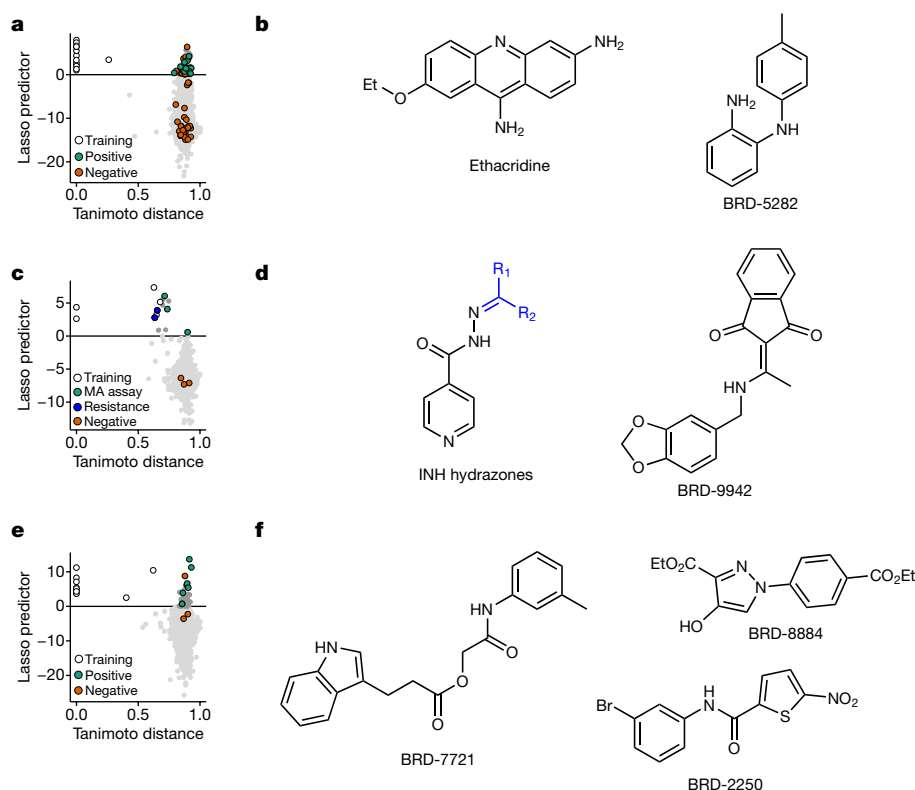 a
Lasso predictor
0
−10
−20
Training
Positive
Negative
0.0 0.5 1.0
Tanimoto distance
b
N
NH₂
Et
O
NH₂
Ethacridine
NH₂
NH
BRD-5282
c
Lasso predictor
5
0
−5
−10
Training
MA assay
Resistance
Negative
0.0 0.5 1.0
Tanimoto distance
d
R₁
R₂
N
NH
O
N
INH hydrazones
O
O
HN
O
O
BRD-9942
e
Lasso predictor
10
0
−10
−20
Training
Positive
Negative
0.0 0.5 1.0
Tanimoto distance
f
HN
HN
O
O
O
BRD-7721
EtO₂C
N
N
CO₂Et
HO
BRD-8884
Br
H
N
O
S
NO₂
BRD-2250